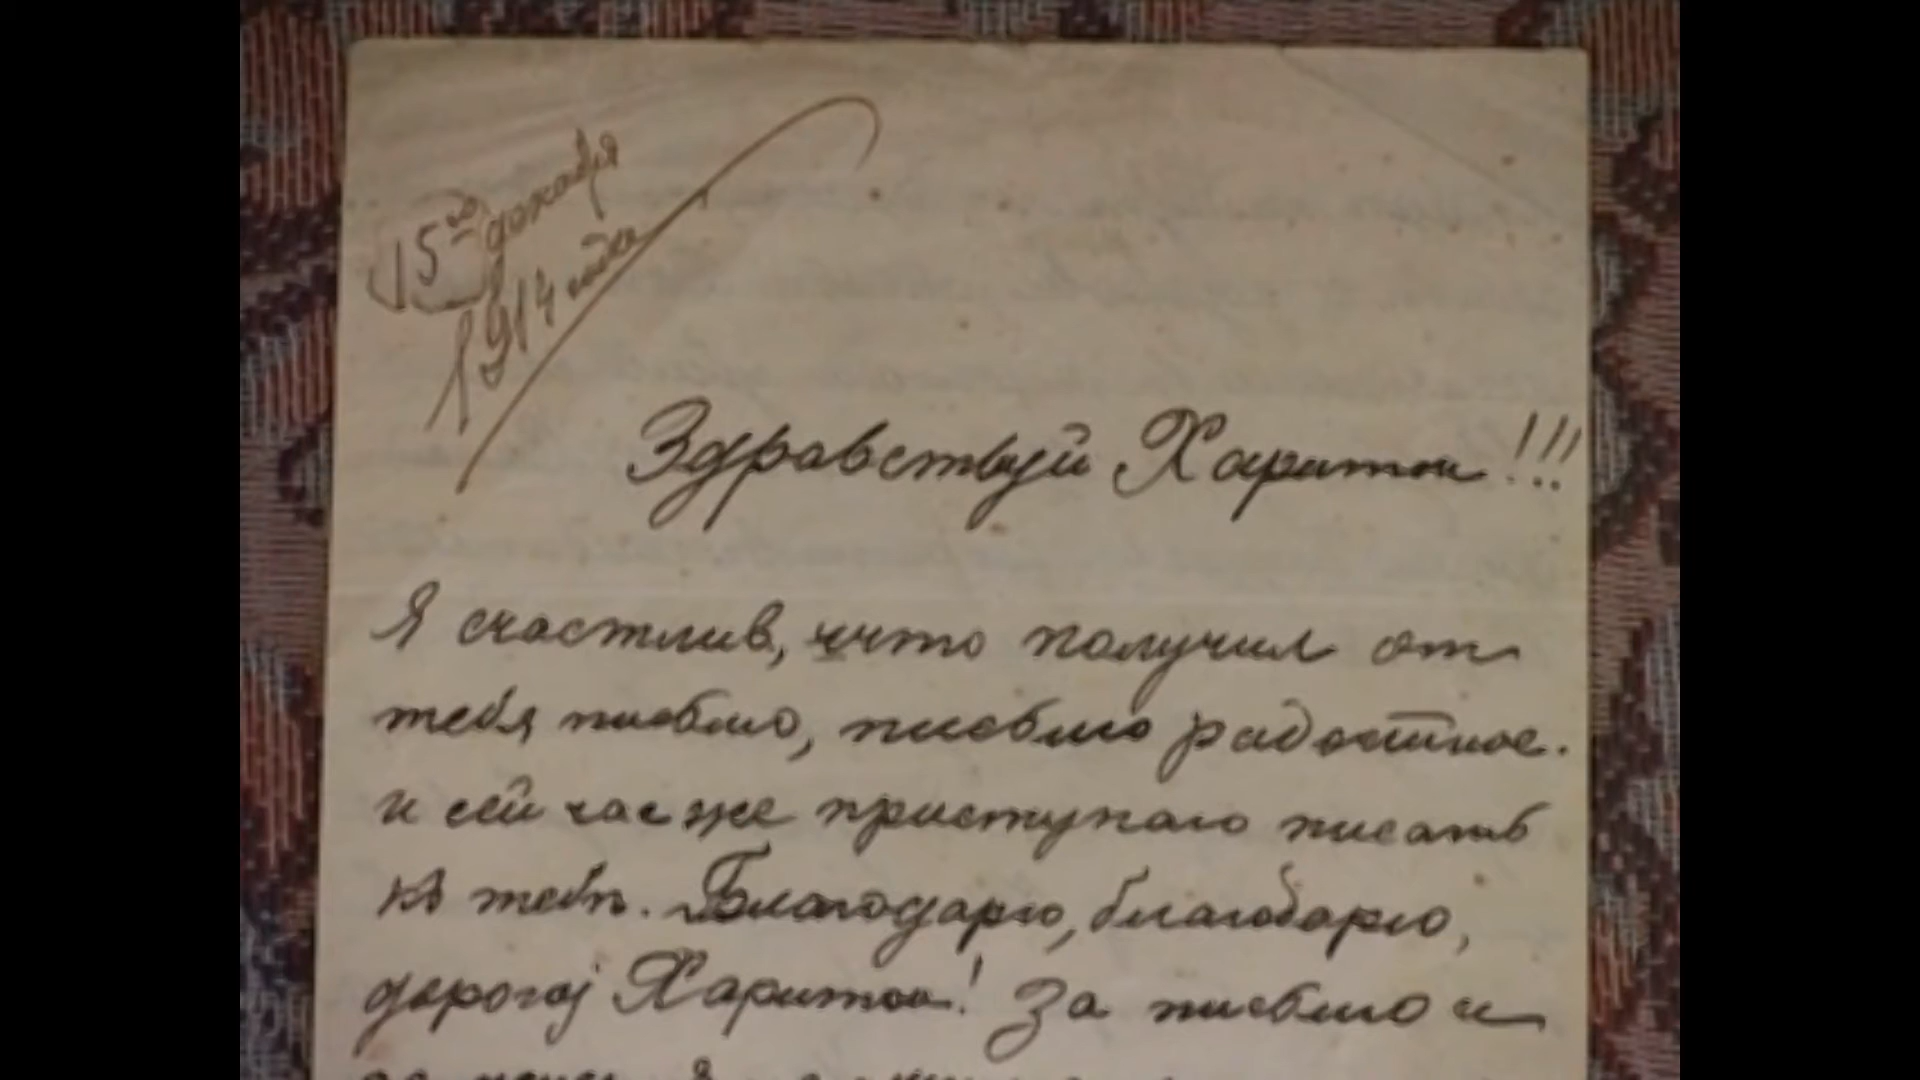 15го декабря
1914 года
Здравствуй Харитон!!!
Я счастлив, что получил от
тебя письмо, письмо радостное.
и сей час же приступаю писать
къ тебѣ. Благодарю, благодарю,
дорогой Харитон! За письмо и